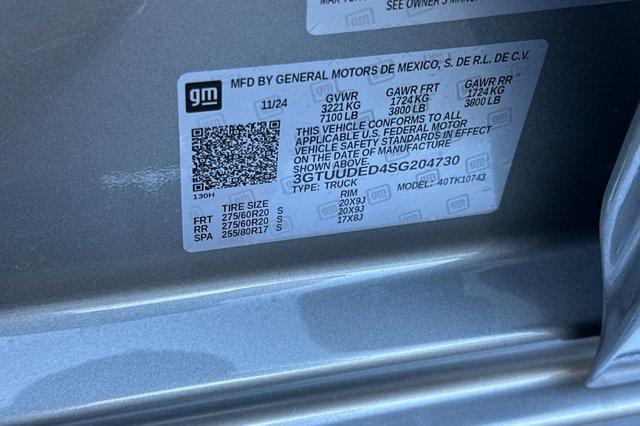 SEE OWNER'S MANUAL
gm
MFD BY GENERAL MOTORS DE MEXICO, S. DE R.L. DE C.V.
11/24 GVWR GAWR FRT GAWR RR
3221 KG 1724 KG 1724 KG
7100 LB 3800 LB 3800 LB
THIS VEHICLE CONFORMS TO ALL
APPLICABLE U.S. FEDERAL MOTOR
VEHICLE SAFETY STANDARDS IN EFFECT
ON THE DATE OF MANUFACTURE
3GTUUDED4SG204730
TYPE: TRUCK MODEL: 40TK10743
130H
TIRE SIZE RIM
FRT 275/60R20 S 20X9J
RR 275/60R20 S 20X9J
SPA 255/80R17 S 17X8J